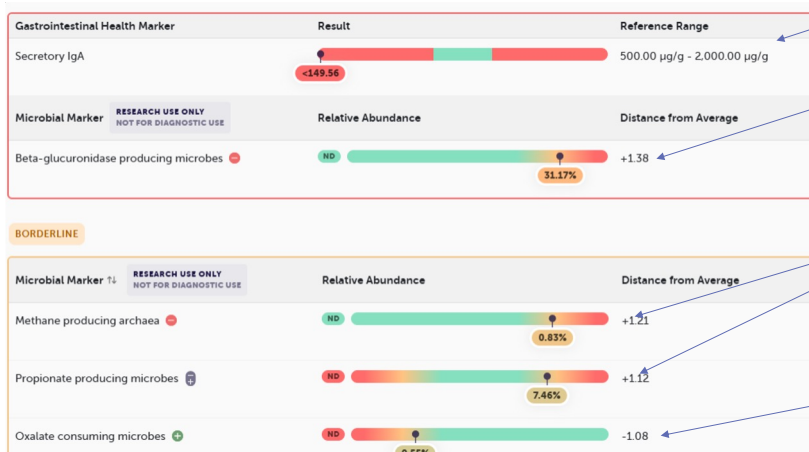 Gastrointestinal Health Marker Result Reference Range
Secretory IgA 500.00 µg/g - 2,000.00 µg/g
<149.56
Microbial Marker RESEARCH USE ONLY NOT FOR DIAGNOSTIC USE Relative Abundance Distance from Average
Beta-glucuronidase producing microbes ND +1.38
31.17%
BORDERLINE
Microbial Marker ↑↓ RESEARCH USE ONLY NOT FOR DIAGNOSTIC USE Relative Abundance Distance from Average
Methane producing archaea ND +1.21
0.83%
Propionate producing microbes ND +1.12
7.46%
Oxalate consuming microbes ND -1.08